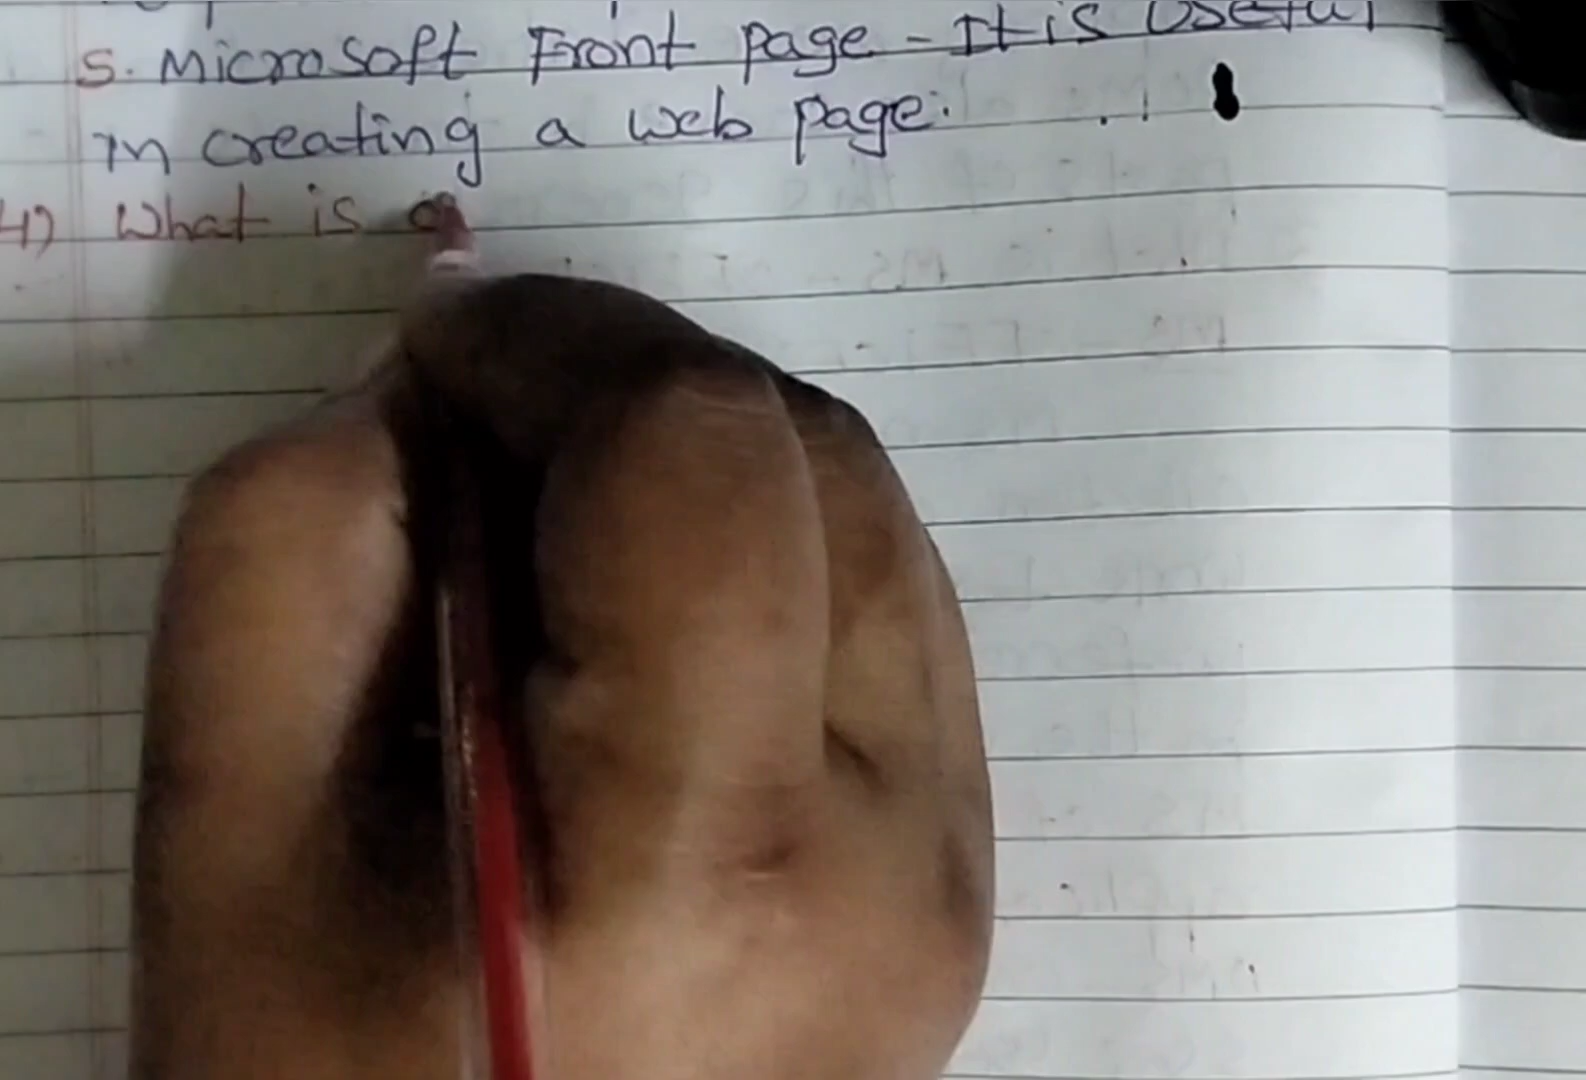 5. Microsoft Front page - It is Useful
in creating a web page.
4) What is